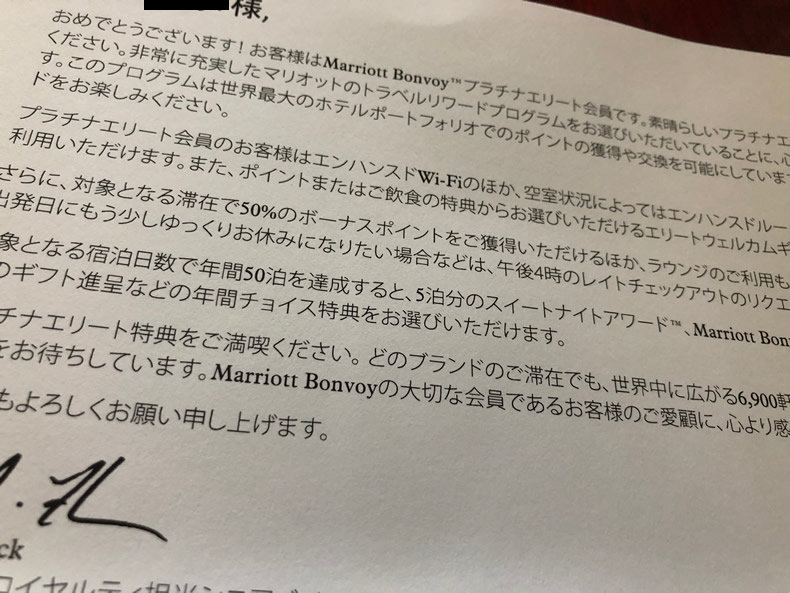 様,
おめでとうございます！お客様はMarriott Bonvoy™プラチナエリート会員です。素晴らしいプラチナエ
ください。非常に充実したマリオットのトラベルリワードプログラムをお選びいただいていることに、心
す。このプログラムは世界最大のホテルポートフォリオでのポイントの獲得や交換を可能にしていま
ドをお楽しみください。
プラチナエリート会員のお客様はエンハンスドWi-Fiのほか、空室状況によってはエンハンスドルー
利用いただけます。また、ポイントまたはご飲食の特典からお選びいただけるエリートウェルカムギ
さらに、対象となる滞在で50%のボーナスポイントをご獲得いただけるほか、ラウンジのご利用も
出発日にもう少しゆっくりお休みになりたい場合などは、午後4時のレイトチェックアウトのリクエ
象となる宿泊日数で年間50泊を達成すると、5泊分のスイートナイトアワード™、Marriott Bon
のギフト進呈などの年間チョイス特典をお選びいただけます。
チナエリート特典をご満喫ください。どのブランドのご滞在でも、世界中に広がる6,900軒
をお待ちしています。Marriott Bonvoyの大切な会員であるお客様のご愛顧に、心より感
もよろしくお願い申し上げます。
ck
ロイヤルティ担当シニア